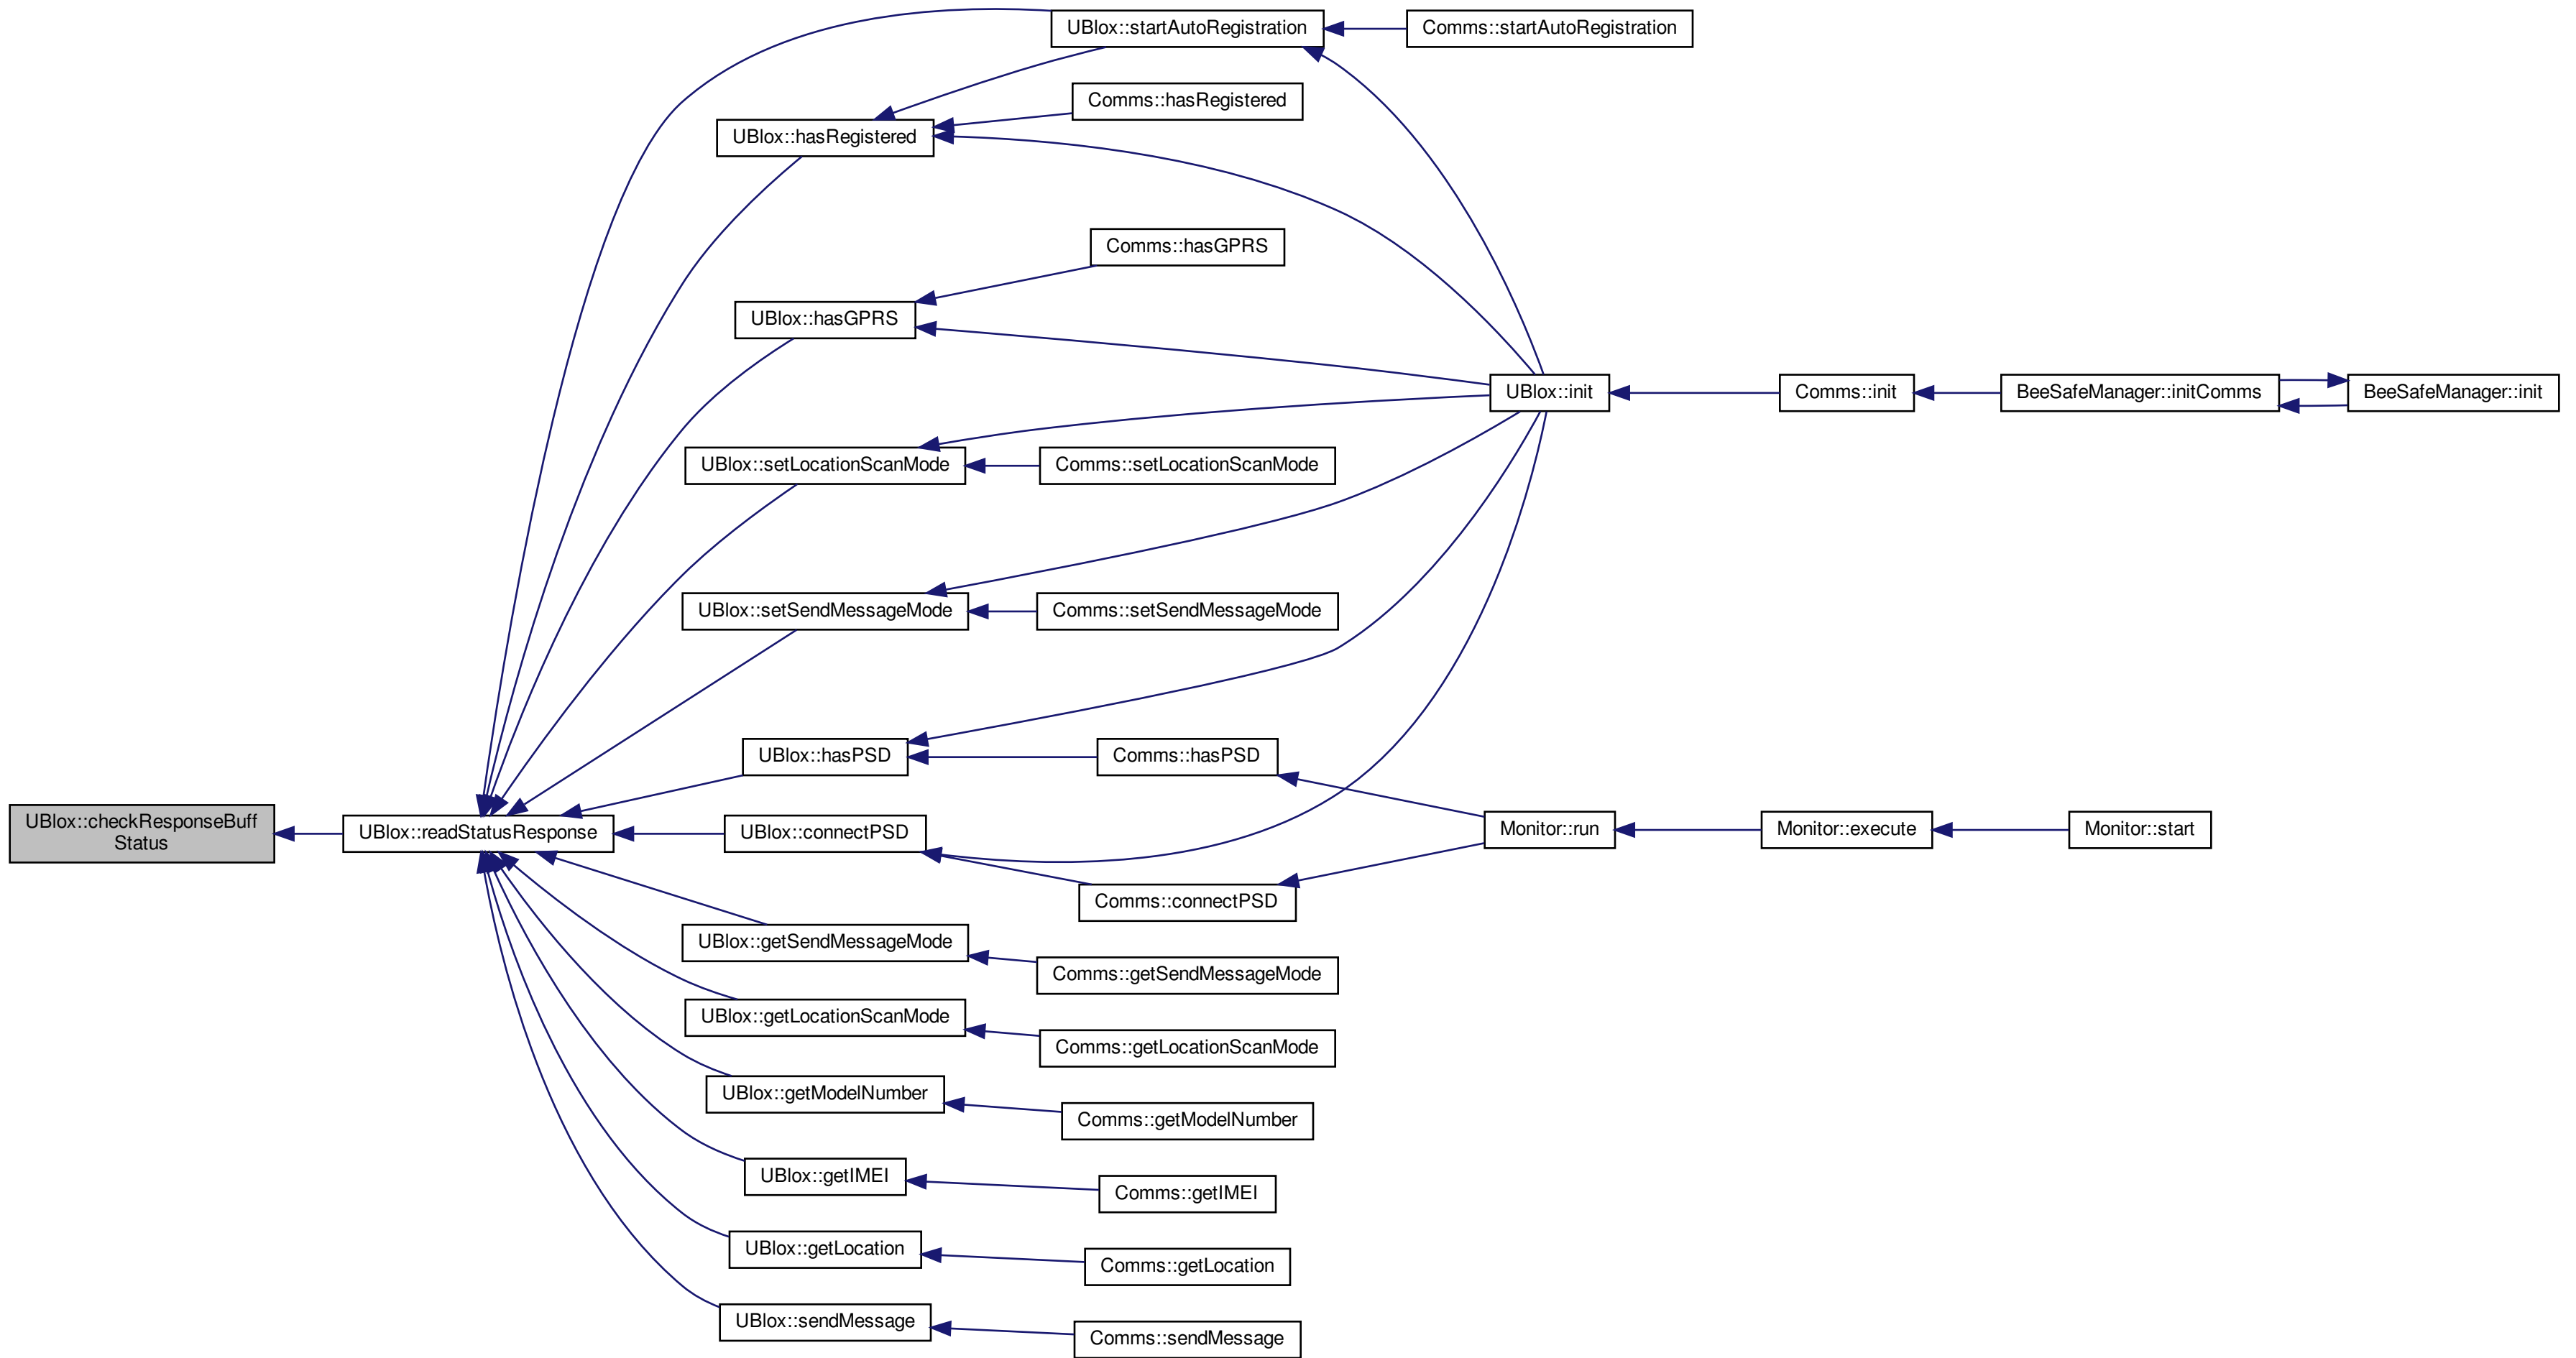 UBlox::startAutoRegistration
Comms::startAutoRegistration
Comms::hasRegistered
UBlox::hasRegistered
Comms::hasGPRS
UBlox::hasGPRS
UBlox::init
Comms::init
BeeSafeManager::initComms
BeeSafeManager::init
UBlox::setLocationScanMode
Comms::setLocationScanMode
UBlox::setSendMessageMode
Comms::setSendMessageMode
UBlox::hasPSD
Comms::hasPSD
UBlox::checkResponseBuff
Status
UBlox::readStatusResponse
UBlox::connectPSD
Monitor::run
Monitor::execute
Monitor::start
Comms::connectPSD
UBlox::getSendMessageMode
Comms::getSendMessageMode
UBlox::getLocationScanMode
Comms::getLocationScanMode
UBlox::getModelNumber
Comms::getModelNumber
UBlox::getIMEI
Comms::getIMEI
UBlox::getLocation
Comms::getLocation
UBlox::sendMessage
Comms::sendMessage